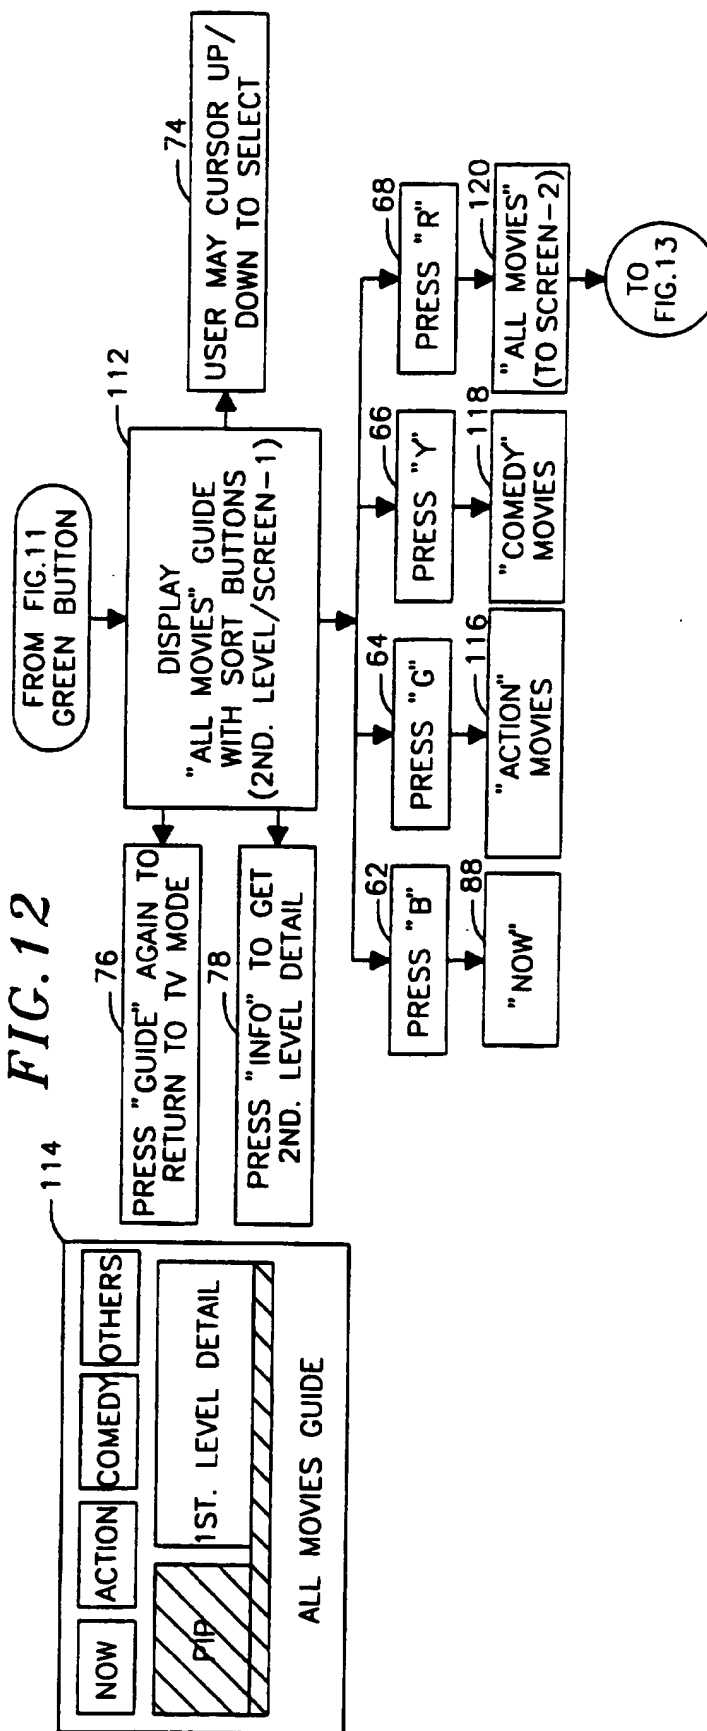 FIG.12
114
NOW
ACTION
COMEDY
OTHERS
PIP
1ST. LEVEL DETAIL
ALL MOVIES GUIDE
FROM FIG.11
GREEN BUTTON
112
DISPLAY
"ALL MOVIES" GUIDE
WITH SORT BUTTONS
(2ND. LEVEL/SCREEN-1)
74
USER MAY CURSOR UP/
DOWN TO SELECT
76
PRESS "GUIDE" AGAIN TO
RETURN TO TV MODE
78
PRESS "INFO" TO GET
2ND. LEVEL DETAIL
62
PRESS "B"
88
"NOW"
64
PRESS "G"
116
"ACTION"
MOVIES
66
PRESS "Y"
118
"COMEDY"
MOVIES
68
PRESS "R"
120
"ALL MOVIES"
(TO SCREEN-2)
TO
FIG.13